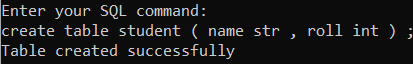 Enter your SQL command:
create table student ( name str , roll int ) ;
Table created successfully